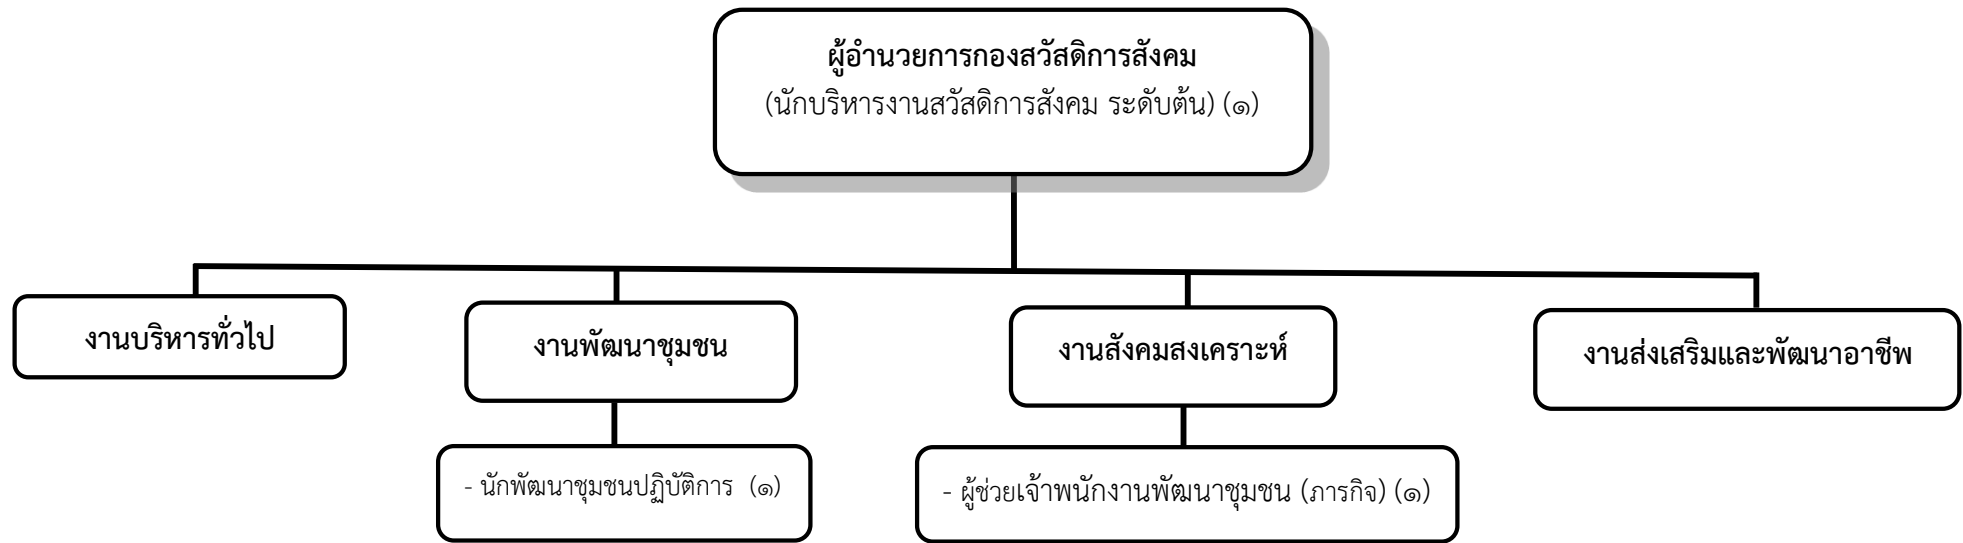 ผู้อำนวยการกองสวัสดิการสังคม
(นักบริหารงานสวัสดิการสังคม ระดับต้น) (๑)
งานบริหารทั่วไป
งานพัฒนาชุมชน
งานสังคมสงเคราะห์
งานส่งเสริมและพัฒนาอาชีพ
- นักพัฒนาชุมชนปฏิบัติการ (๑)
- ผู้ช่วยเจ้าพนักงานพัฒนาชุมชน (ภารกิจ) (๑)